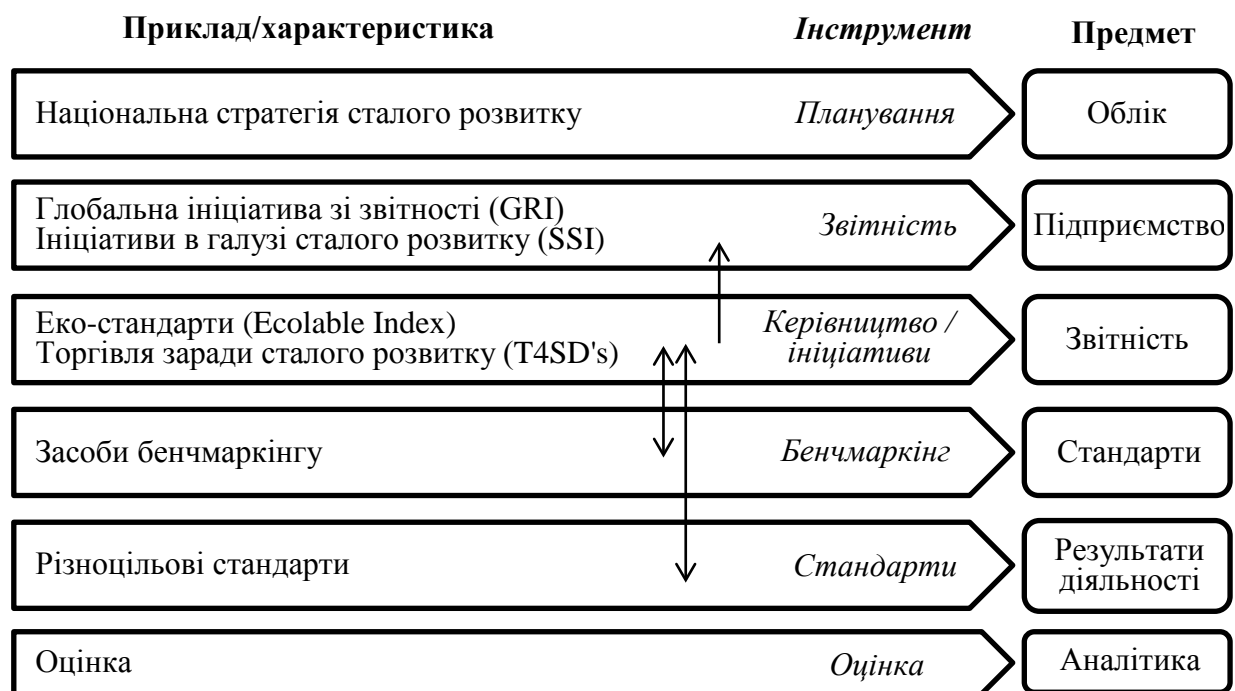 Приклад/характеристика Інструмент Предмет
Національна стратегія сталого розвитку Планування Облік
Глобальна ініціатива зі звітності (GRI)
Ініціативи в галузі сталого розвитку (SSI)
Звітність
Підприємство
Еко-стандарти (Ecolable Index)
Торгівля заради сталого розвитку (T4SD's)
Керівництво /
ініціативи
Звітність
Засоби бенчмаркінгу Бенчмаркінг Стандарти
Різноцільові стандарти Стандарти
Результати
діяльності
Оцінка Оцінка Аналітика